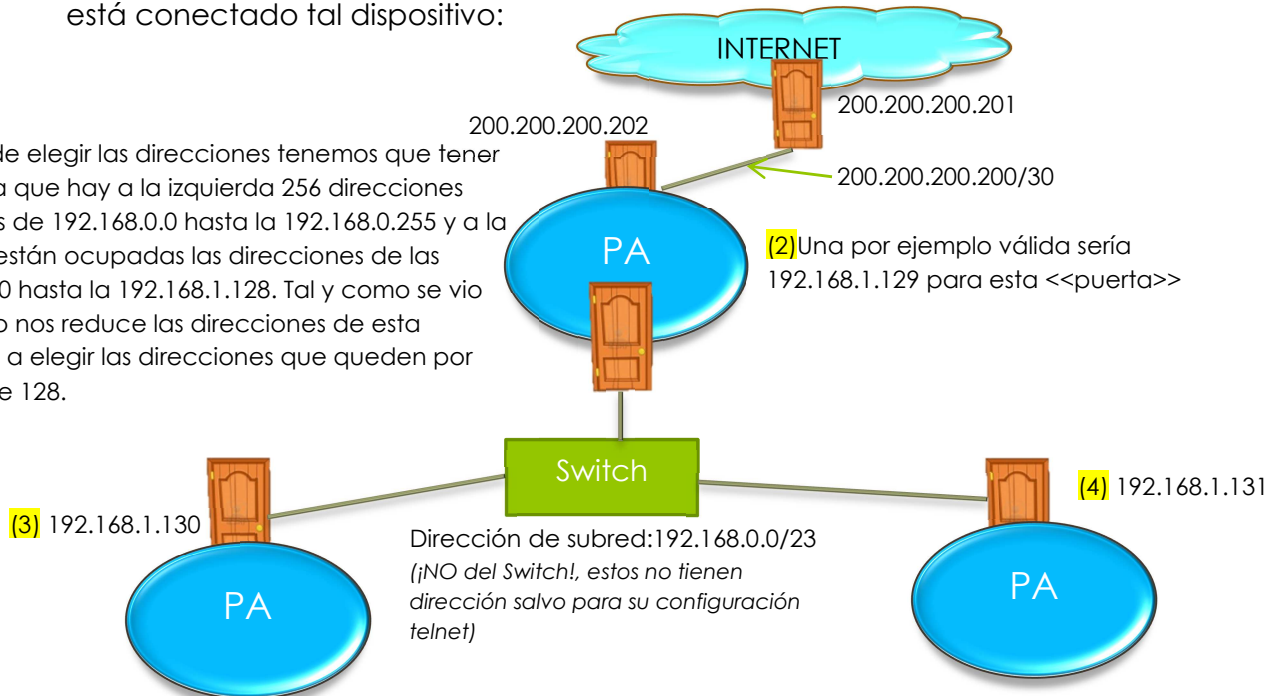 está conectado tal dispositivo:
INTERNET
200.200.200.201
200.200.200.202
200.200.200.200/30
de elegir las direcciones tenemos que tener
a que hay a la izquierda 256 direcciones
s de 192.168.0.0 hasta la 192.168.0.255 y a la
están ocupadas las direcciones de las
0 hasta la 192.168.1.128. Tal y como se vio
o nos reduce las direcciones de esta
a elegir las direcciones que queden por
e 128.
PA
(2)Una por ejemplo válida sería
192.168.1.129 para esta <<puerta>>
Switch
(3) 192.168.1.130
(4) 192.168.1.131
Dirección de subred:192.168.0.0/23
(¡NO del Switch!, estos no tienen
dirección salvo para su configuración
telnet)
PA
PA